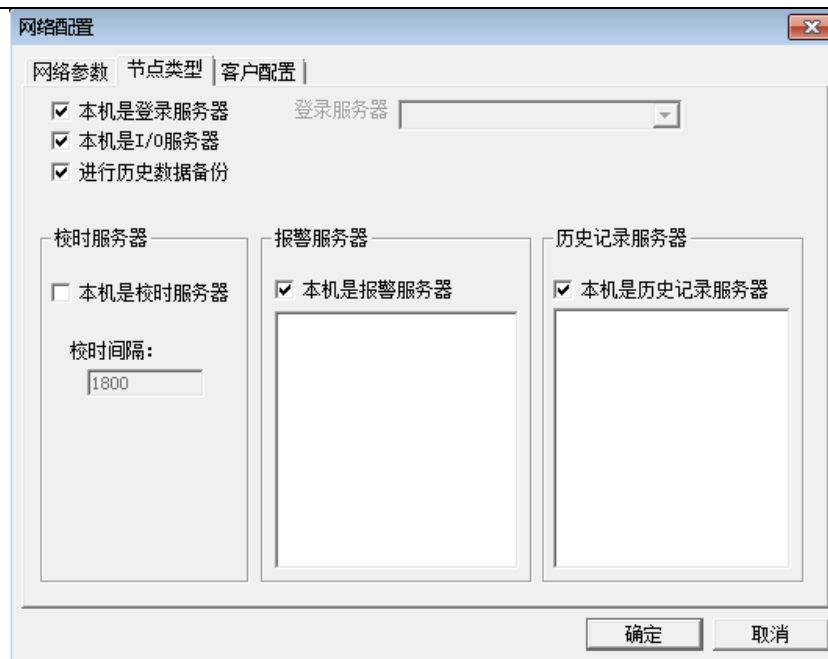 网络配置
网络参数 节点类型 客户配置
本机是登录服务器 登录服务器
本机是I/O服务器
进行历史数据备份
校时服务器 报警服务器 历史记录服务器
本机是校时服务器 本机是报警服务器 本机是历史记录服务器
校时间隔：
1800
确定 取消